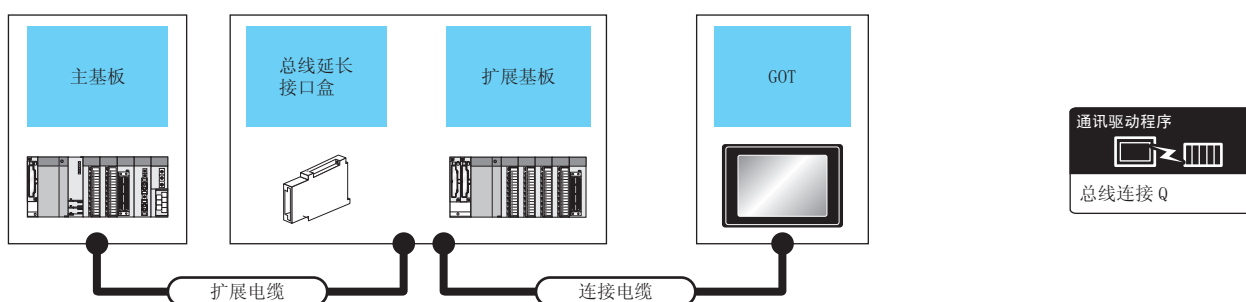 主基板
总线延长
接口盒
扩展基板
GOT
通讯驱动程序
总线连接 Q
扩展电缆
连接电缆